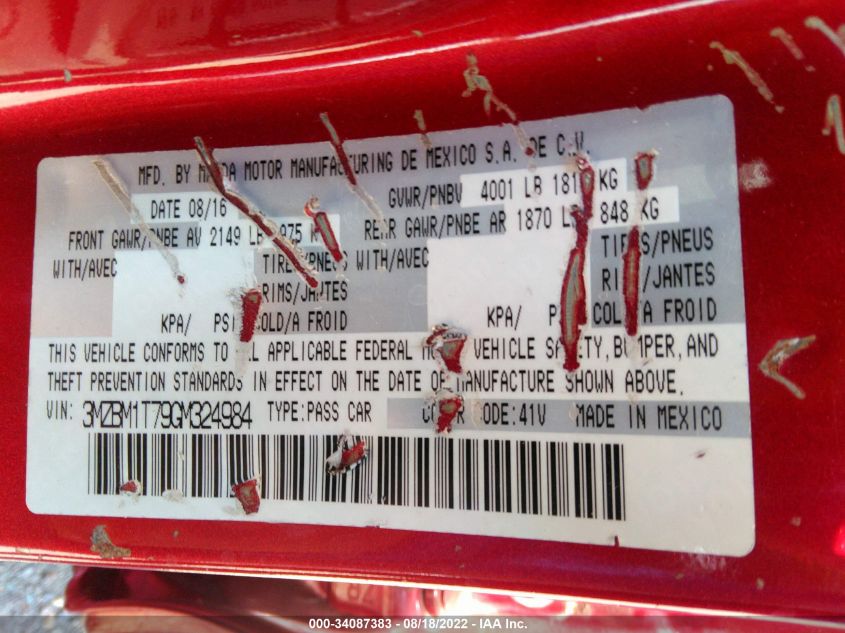 MFD. BY MAZDA MOTOR MANUFACTURING DE MEXICO S.A. DE C.V.
DATE 08/16 GVWR/PNBV 4001 LB 181 KG
FRONT GAWR/PNBE AV 2149 LB 975 REAR GAWR/PNBE AR 1870 LB 848 KG
WITH/AVEC TIRES/PNEUS WITH/AVEC TIRES/PNEUS
RIMS/JANTES RIMS/JANTES
KPA/ PSI COLD/A FROID KPA/ PSI COLD/A FROID
THIS VEHICLE CONFORMS TO ALL APPLICABLE FEDERAL MOTOR VEHICLE SAFETY, BUMPER, AND
THEFT PREVENTION STANDARDS IN EFFECT ON THE DATE OF MANUFACTURE SHOWN ABOVE.
VIN: 3MZBM1T79GM324984 TYPE:PASS CAR COLOR CODE:41V MADE IN MEXICO
000-34087383 - 08/18/2022 - IAA Inc.